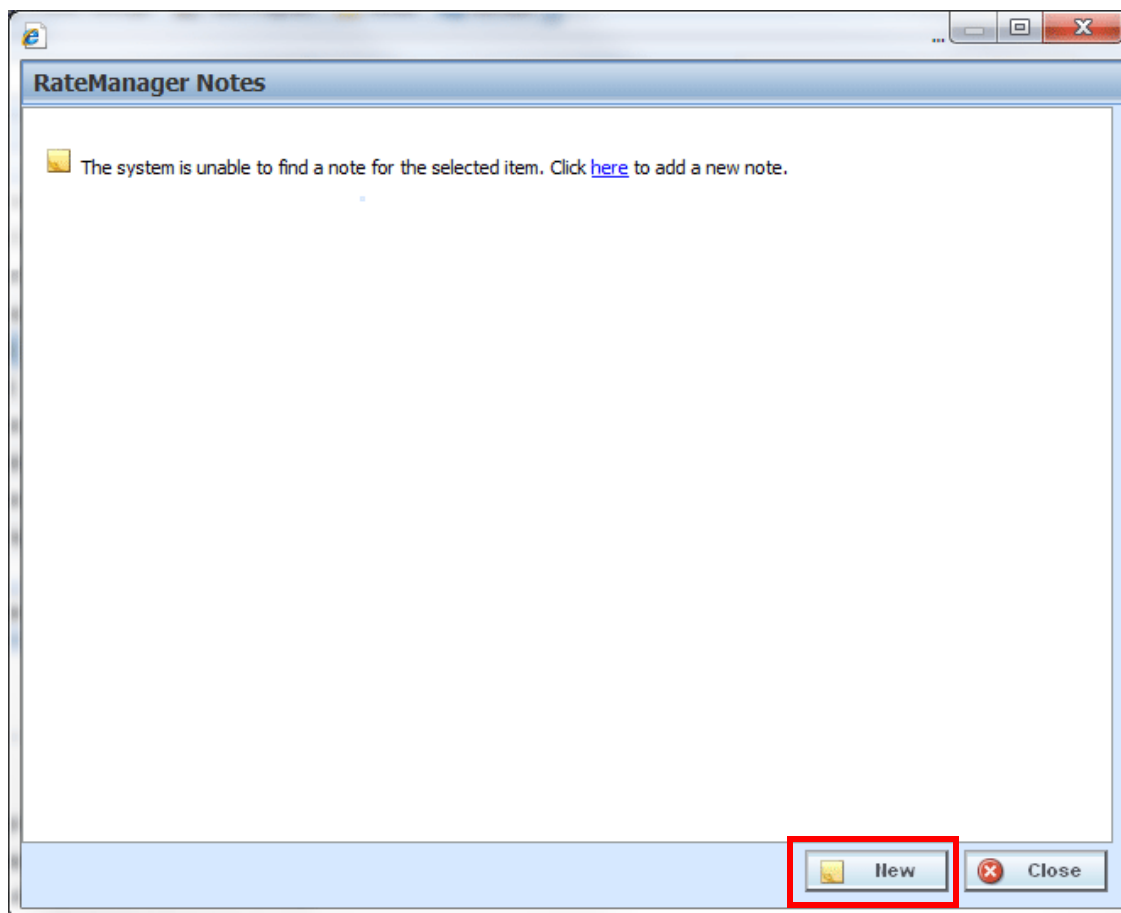 ...
RateManager Notes
The system is unable to find a note for the selected item. Click here to add a new note.
New
Close